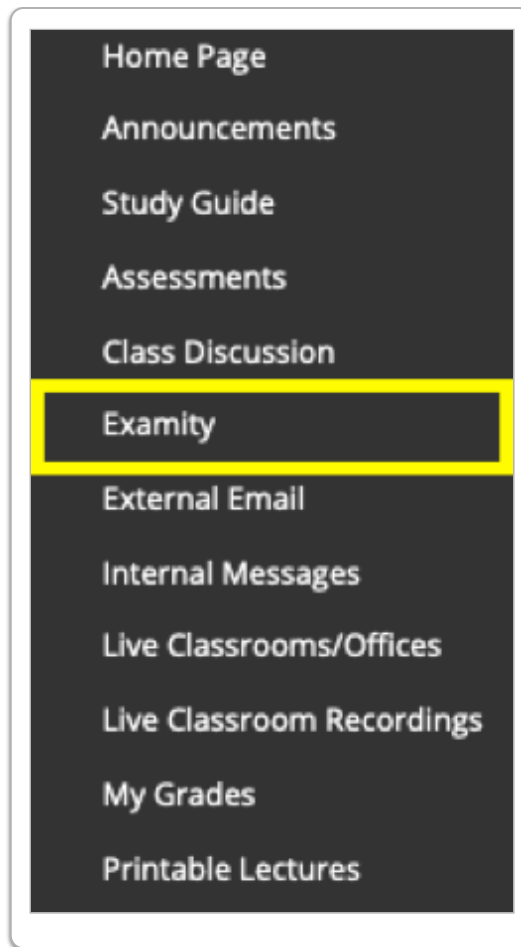 Home Page
Announcements
Study Guide
Assessments
Class Discussion
Examity
External Email
Internal Messages
Live Classrooms/Offices
Live Classroom Recordings
My Grades
Printable Lectures